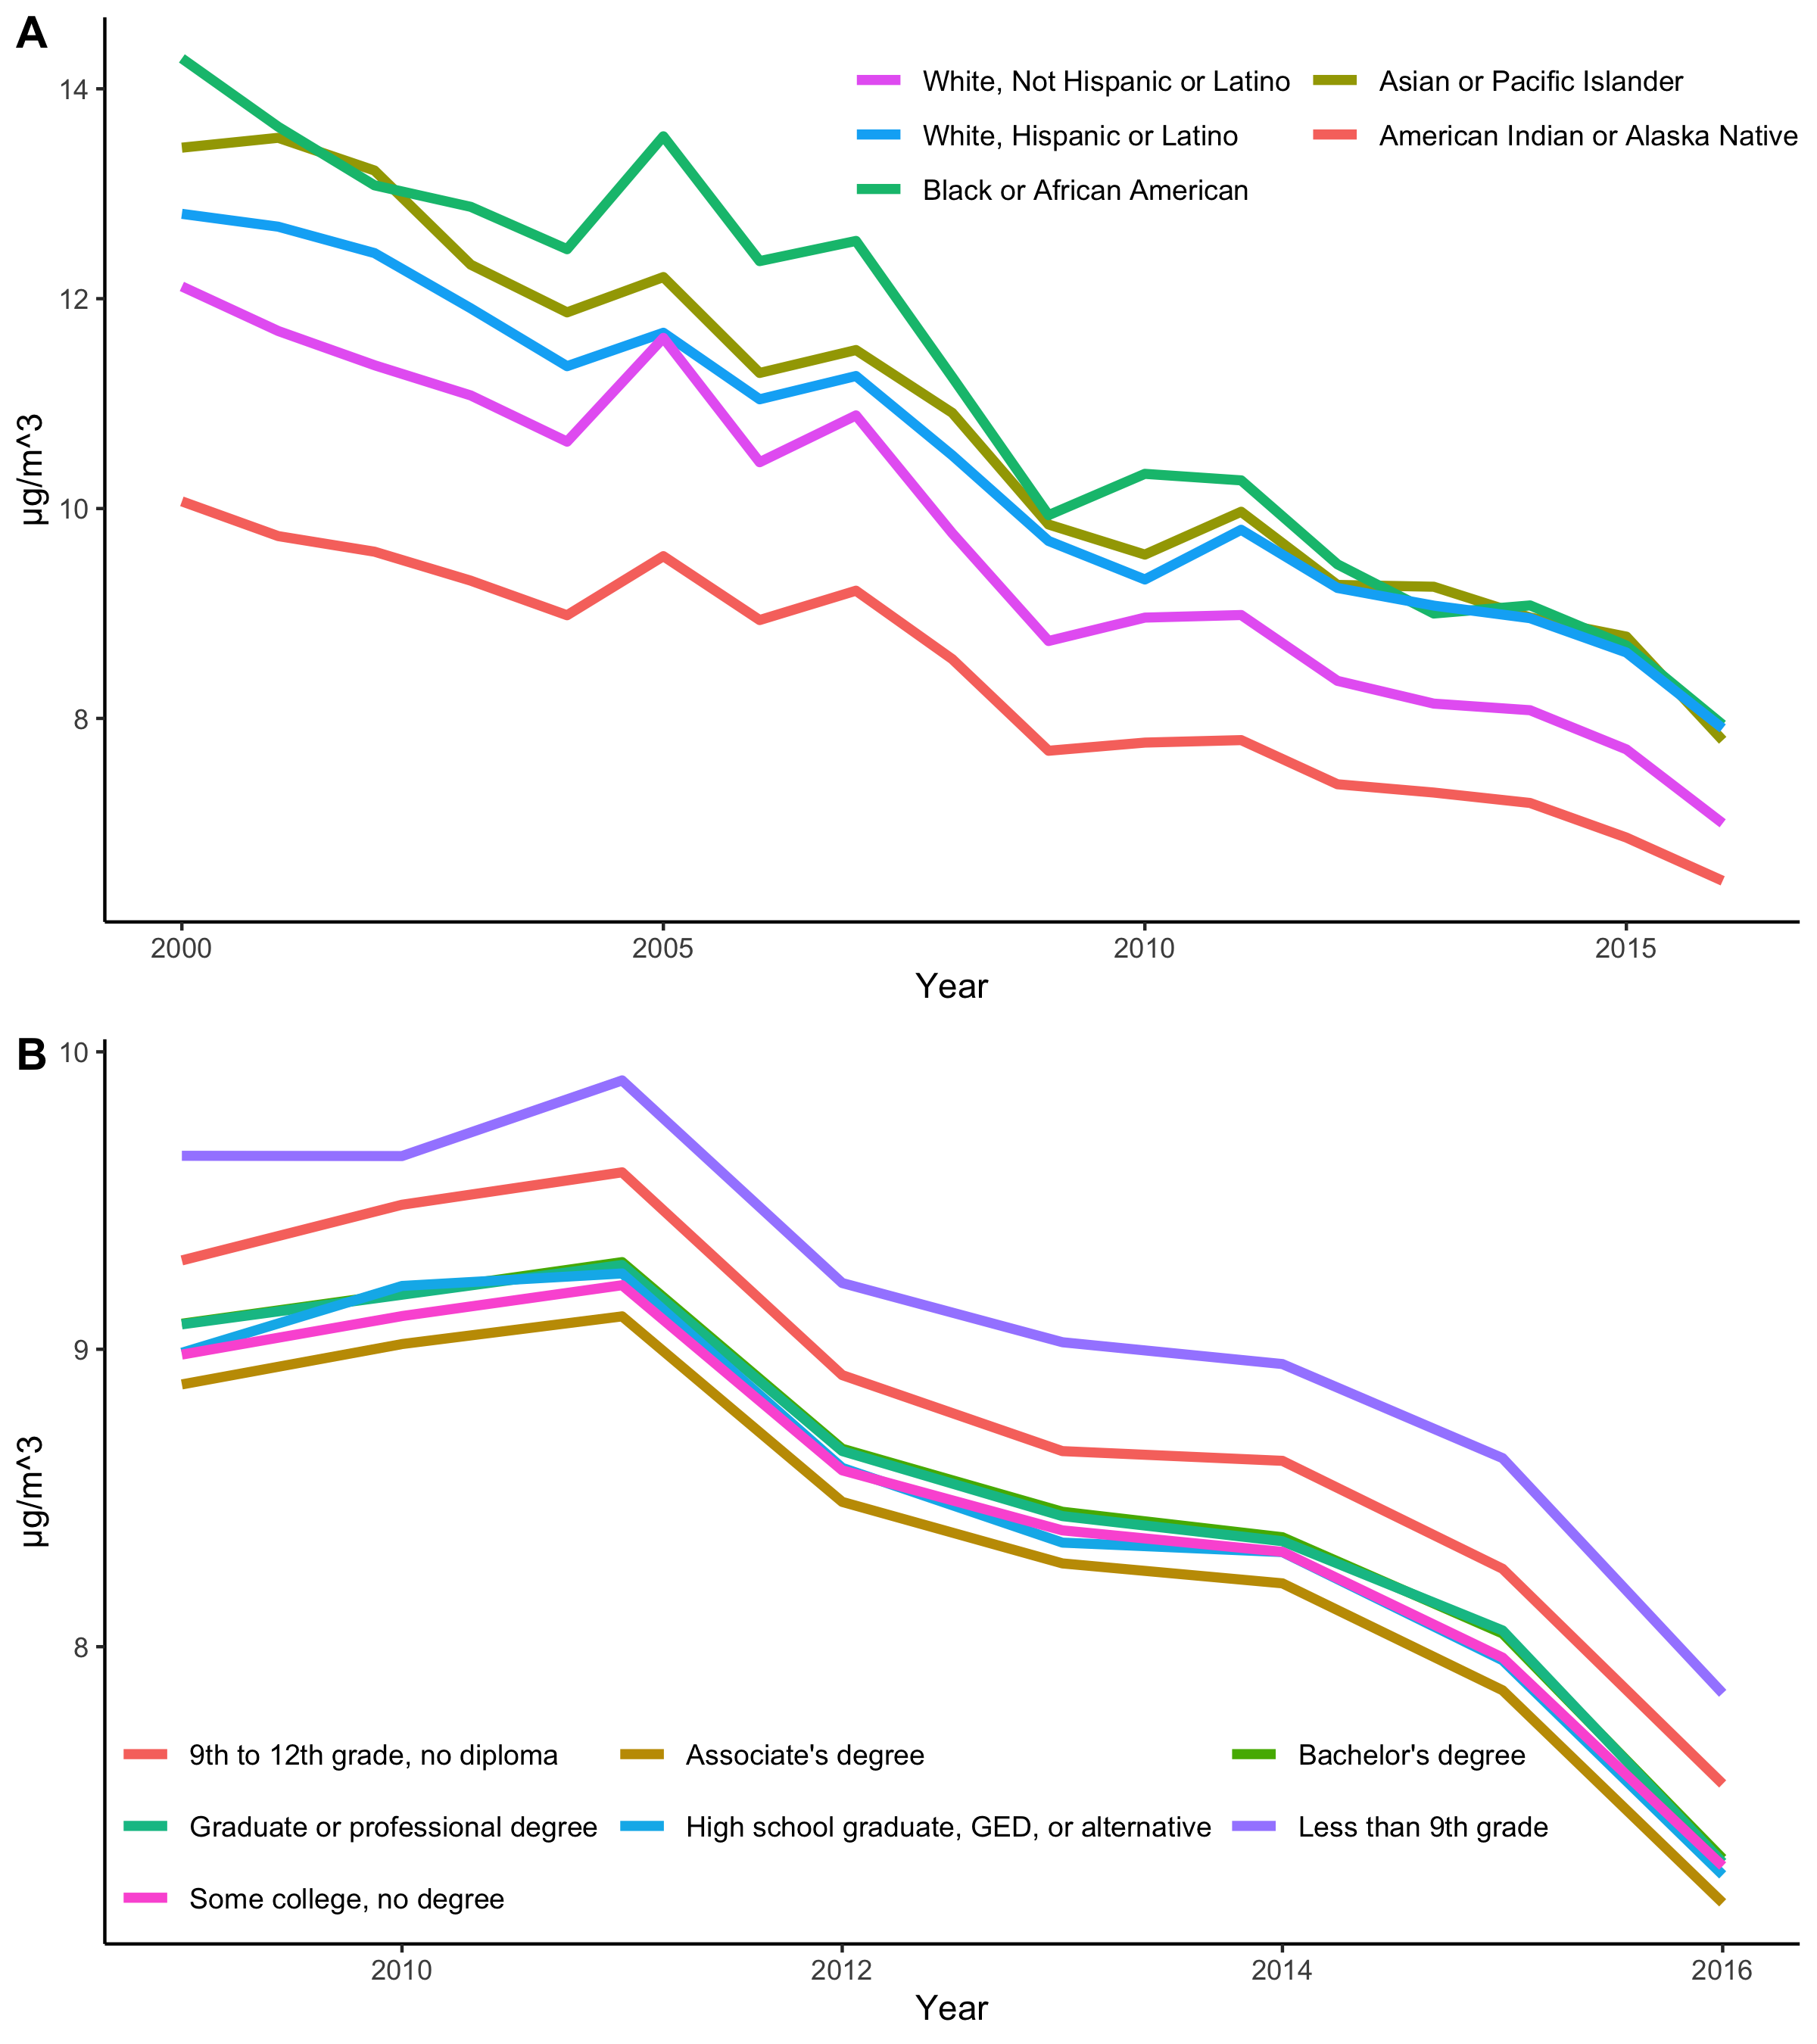 A
14
12
10
8
µg/m^3
White, Not Hispanic or Latino
White, Hispanic or Latino
Black or African American
Asian or Pacific Islander
American Indian or Alaska Native
2000 2005 2010 2015
Year
B
10
9
8
µg/m^3
9th to 12th grade, no diploma
Graduate or professional degree
Some college, no degree
Associate's degree
High school graduate, GED, or alternative
Bachelor's degree
Less than 9th grade
2010 2012 2014 2016
Year